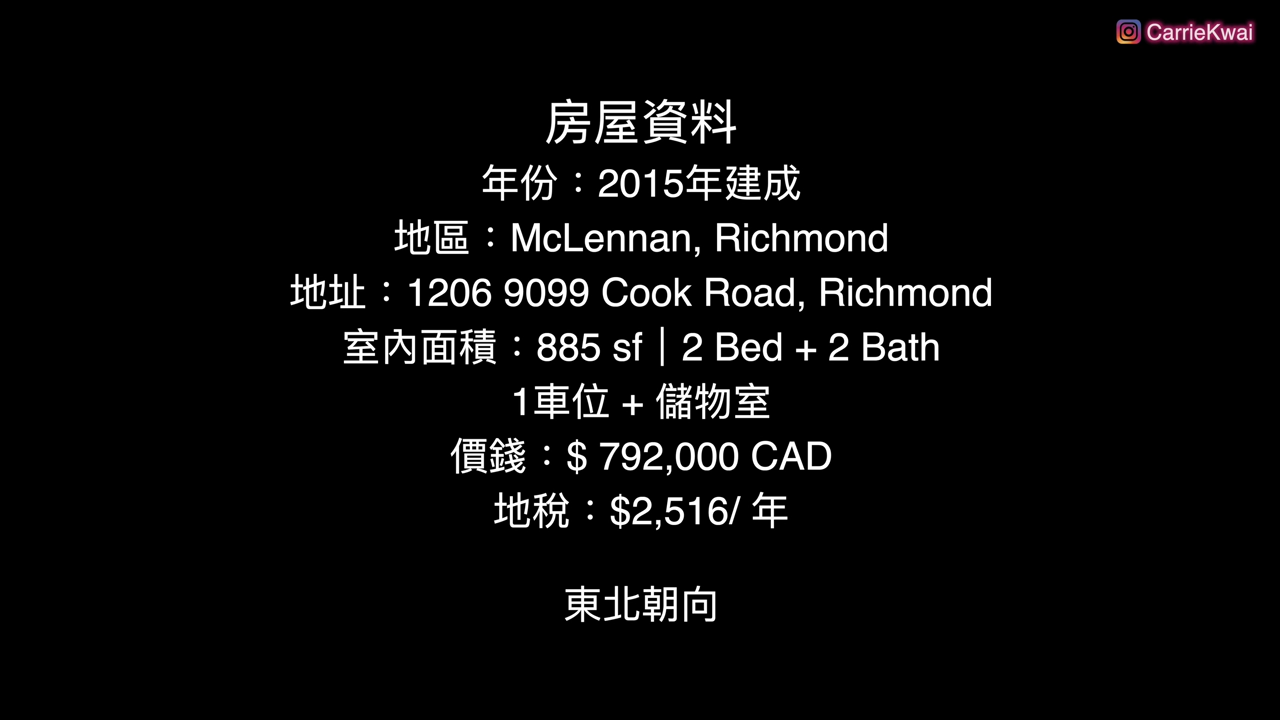 CarrieKwai
房屋資料
年份：2015年建成
地區：McLennan, Richmond
地址：1206 9099 Cook Road, Richmond
室內面積：885 sf｜2 Bed + 2 Bath
1車位 + 儲物室
價錢：$ 792,000 CAD
地稅：$2,516/ 年
東北朝向